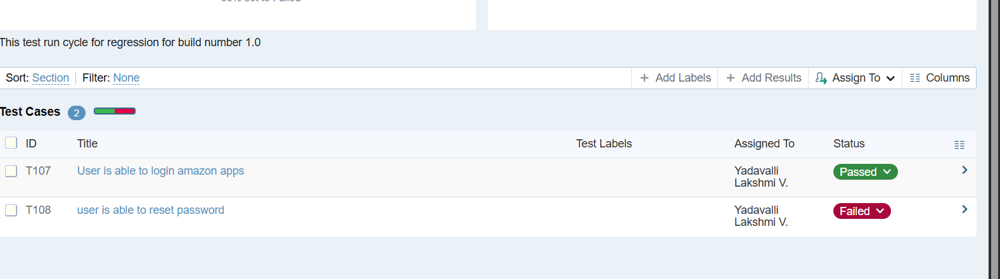 This test run cycle for regression for build number 1.0
Sort: Section Filter: None + Add Labels + Add Results Assign To Columns
Test Cases 2
ID Title Test Labels Assigned To Status
T107 User is able to login amazon apps Yadavalli Lakshmi V. Passed
T108 user is able to reset password Yadavalli Lakshmi V. Failed